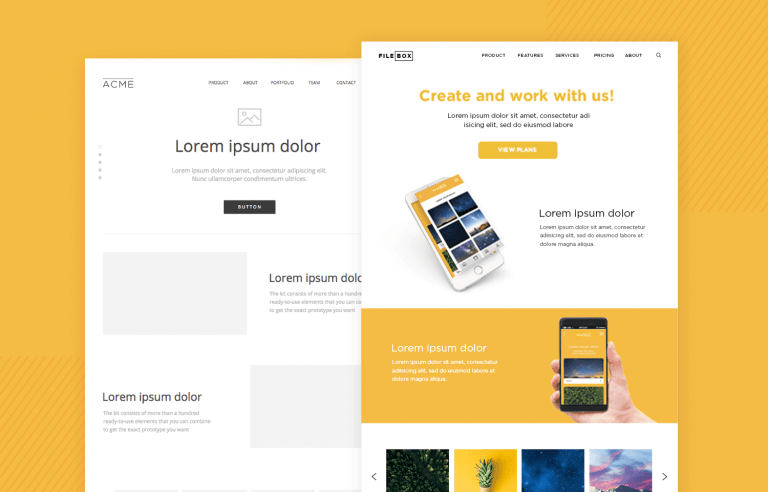 ACME
PRODUCT ABOUT PORTFOLIO TEAM CONTACT
Lorem ipsum dolor
Lorem ipsum dolor sit amet, consectetur adipiscing elit.
Nunc ullamcorper condimentum ultrices.
BUTTON
Lorem ipsum dolo
The kit consists of more than a hundred
ready-to-use elements that you can com
to get the exact prototype you want
Lorem ipsum dolor
The kit consists of more than a hundred
ready-to-use elements that you can combine
to get the exact prototype you want
FILE BOX
PRODUCT FEATURES SERVICES PRICING ABOUT
Create and work with us!
Lorem ipsum dolor sit amet, consectetur adi
isicing elit, sed do eiusmod labore
VIEW PLANS
Lorem ipsum dolor
Lorem ipsum dolor sit amet, consectetur
adisicing elit, sed do eiusmod labore et
dolore magna aliqua.
Lorem ipsum dolor
Lorem ipsum dolor sit amet, consectetur
adisicing elit, sed do eiusmod labore et
dolore magna aliqua.